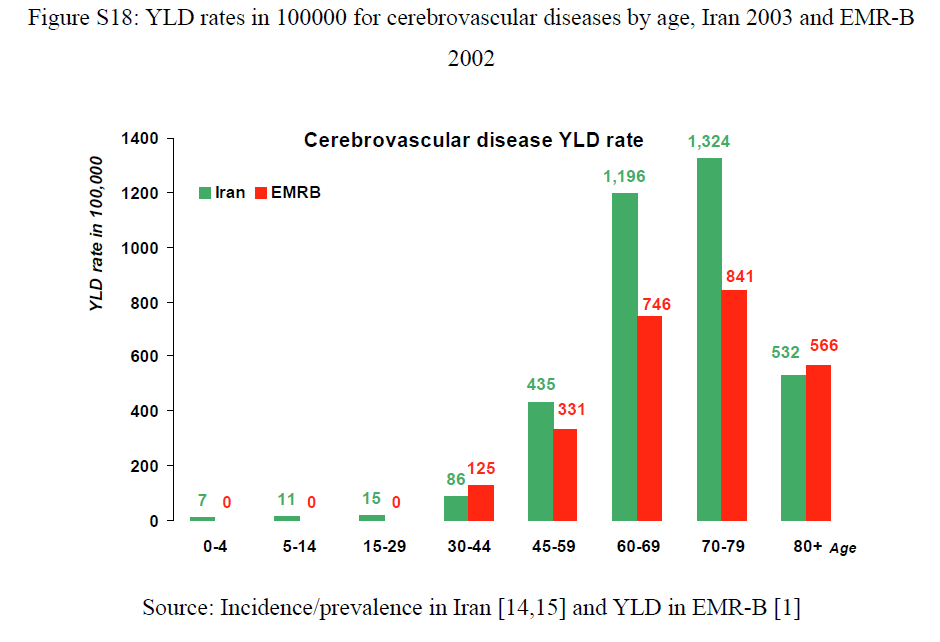 Figure S18: YLD rates in 100000 for cerebrovascular diseases by age, Iran 2003 and EMR-B
2002
Cerebrovascular disease YLD rate
YLD rate in 100,000
Iran EMRB
1400
1200
1000
800
600
400
200
0
7 0
11 0
15 0
86 125
435 331
1,196 746
1,324 841
532 566
0-4 5-14 15-29 30-44 45-59 60-69 70-79 80+ Age
Source: Incidence/prevalence in Iran [14,15] and YLD in EMR-B [1]